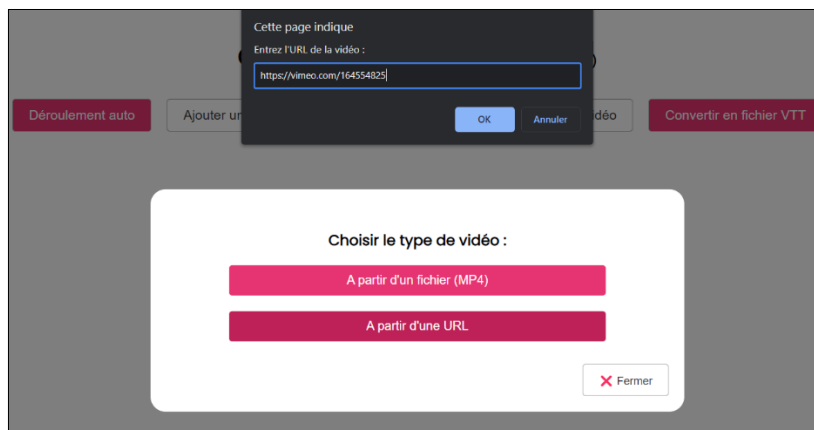 Cette page indique
Entrez l'URL de la vidéo :
https://vimeo.com/164554825
OK Annuler
Déroulement auto Ajouter un idéo Convertir en fichier VTT
Choisir le type de vidéo :
A partir d'un fichier (MP4)
A partir d'une URL
Fermer